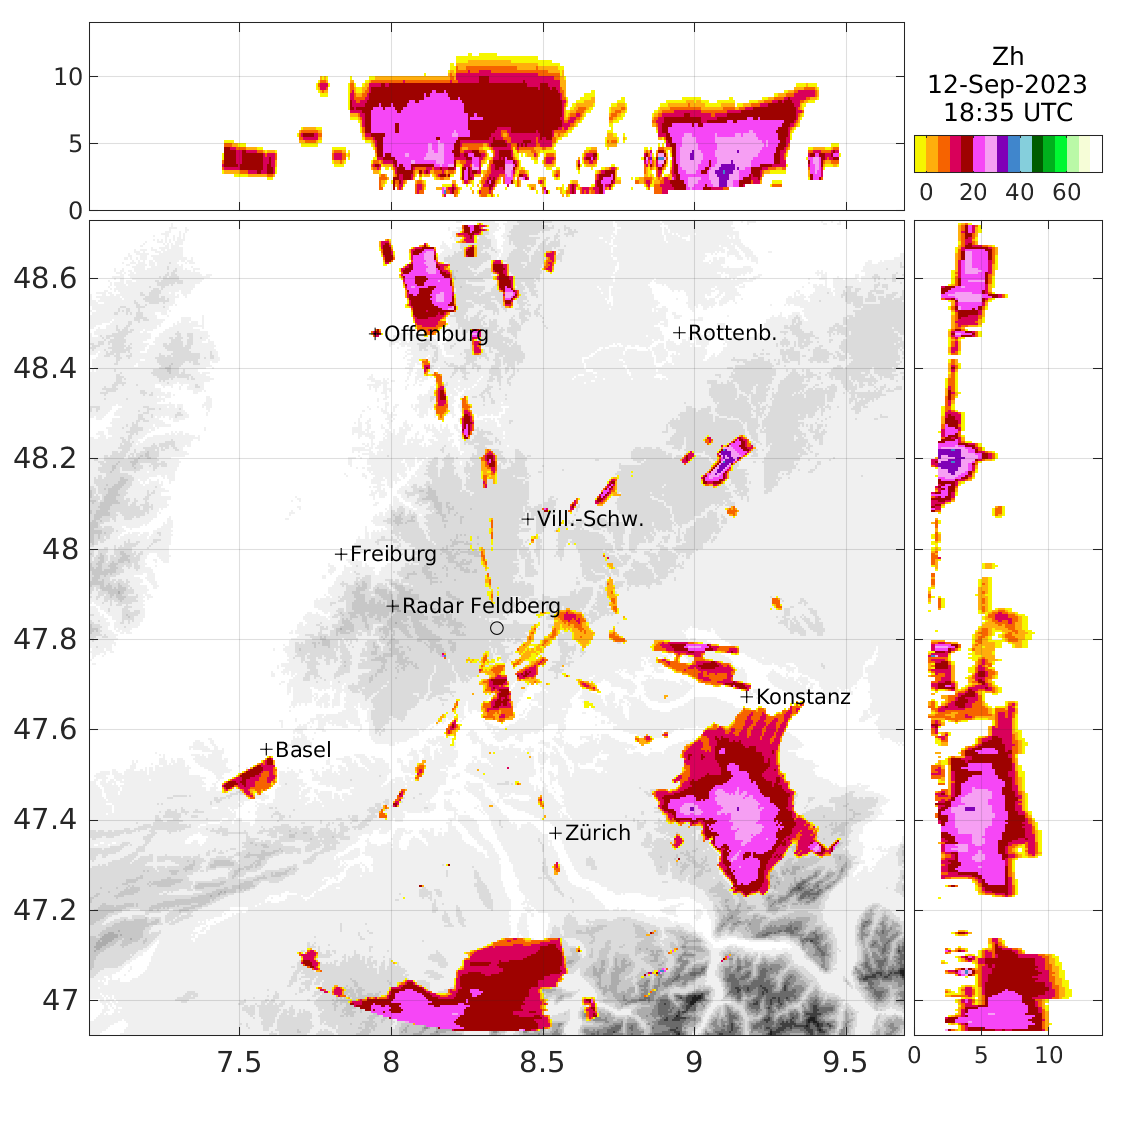 10
5
0
Zh
12-Sep-2023
18:35 UTC
0 20 40 60
48.6
48.4
48.2
48
47.8
47.6
47.4
47.2
47
+Offenburg
+Rottenb.
+Vill.-Schw.
+Freiburg
+Radar Feldberg
+Konstanz
+Basel
+Zürich
7.5 8 8.5 9 9.5
0 5 10